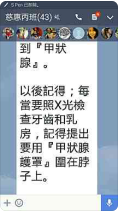 慈惠丙班(43)
到『甲狀
腺』。
以後記得；每
當要照X光檢
查牙齒和乳
房，記得提出
要用『甲狀腺
護罩』圍在脖
子上。